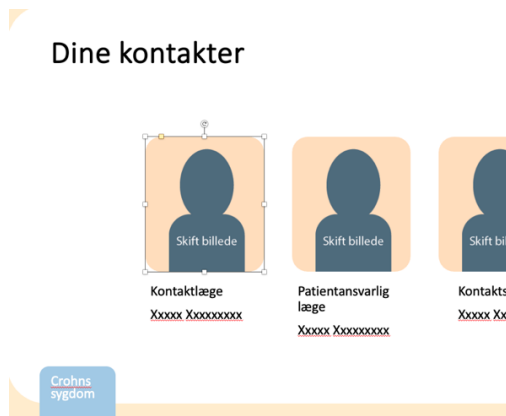 Dine kontakter
Skift billede
Skift billede
Kontaktlæge
Xxxxx Xxxxxxxxx
Patientansvarlig
læge
Xxxxx Xxxxxxxxx
Crohns
sygdom